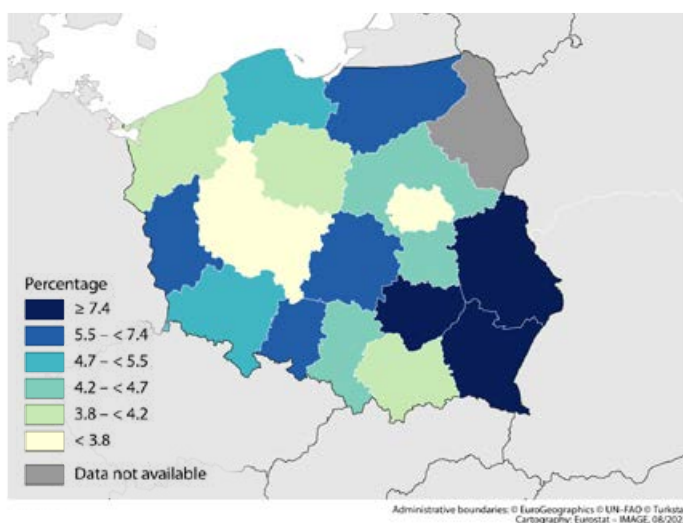 Percentage
≥ 7.4
5.5 – < 7.4
4.7 – < 5.5
4.2 – < 4.7
3.8 – < 4.2
< 3.8
Data not available
Administrative boundaries: © EuroGeographics © UN–FAO © Turksta
Cartography: Eurostat – IMAGE, 08/202